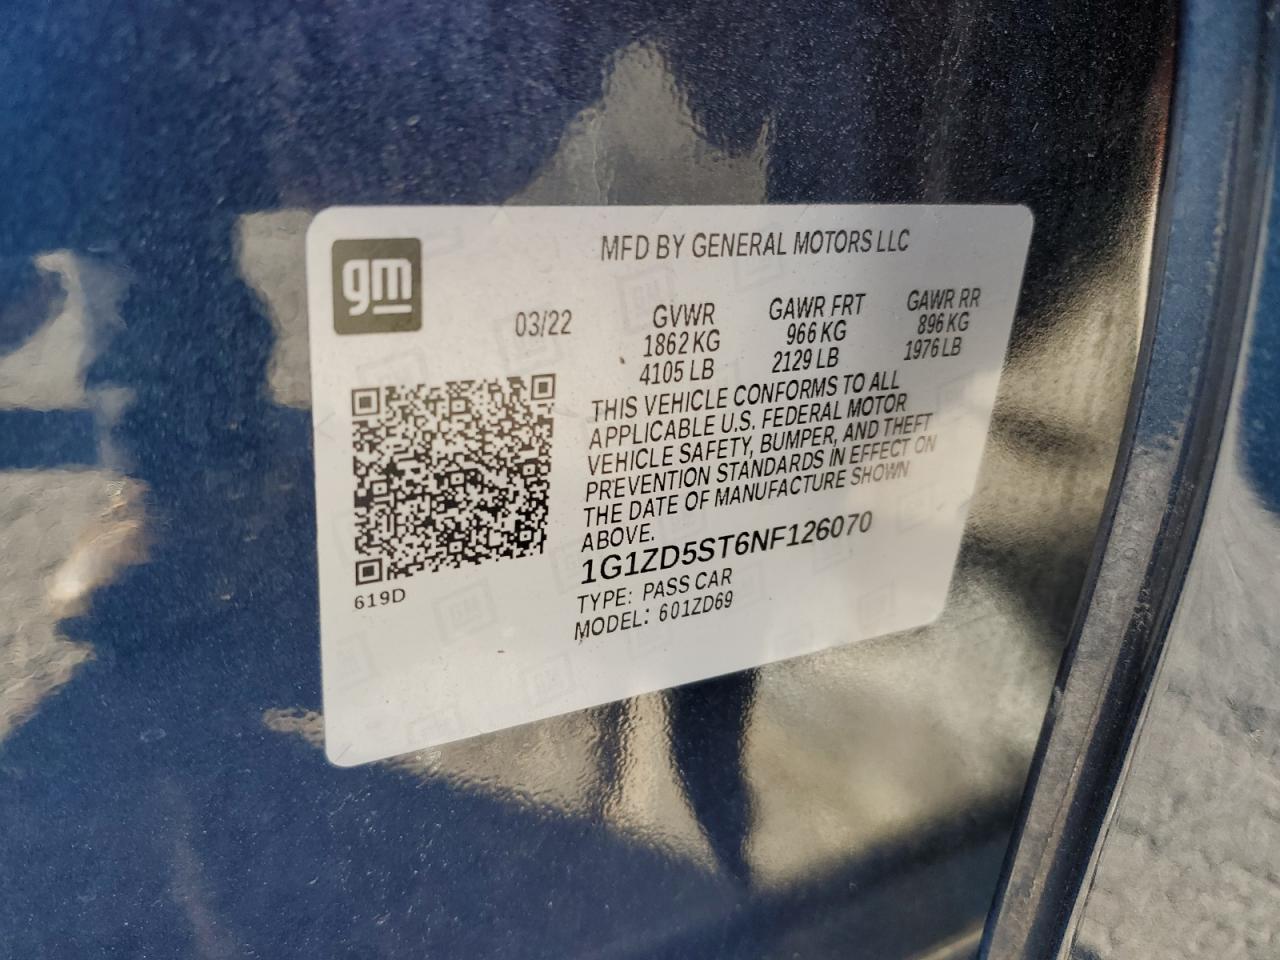 gm
MFD BY GENERAL MOTORS LLC
03/22
GVWR
1862 KG
4105 LB
GAWR FRT
966 KG
2129 LB
GAWR RR
896 KG
1976 LB
THIS VEHICLE CONFORMS TO ALL
APPLICABLE U.S. FEDERAL MOTOR
VEHICLE SAFETY, BUMPER, AND THEFT
PREVENTION STANDARDS IN EFFECT ON
THE DATE OF MANUFACTURE SHOWN
ABOVE.
1G1ZD5ST6NF126070
TYPE: PASS CAR
MODEL: 601ZD69
619D